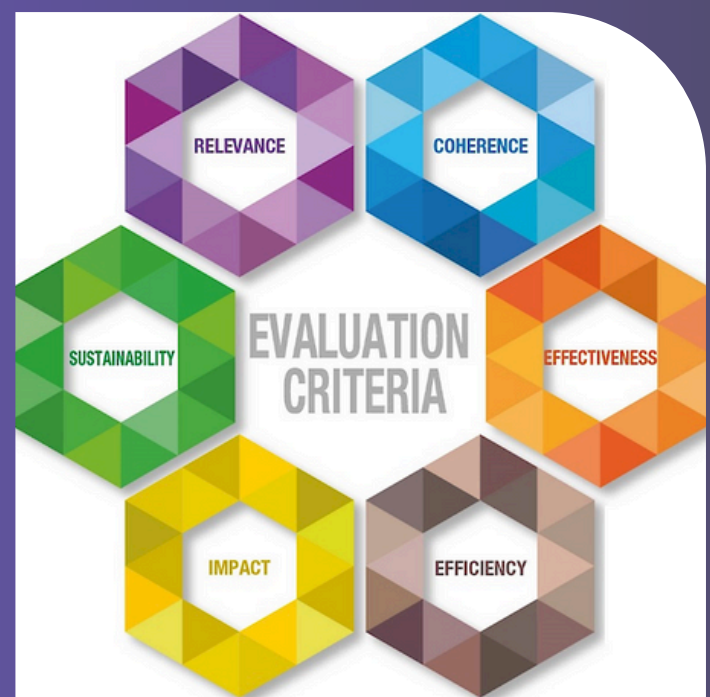 RELEVANCE
COHERENCE
SUSTAINABILITY
EVALUATION
CRITERIA
EFFECTIVENESS
IMPACT
EFFICIENCY